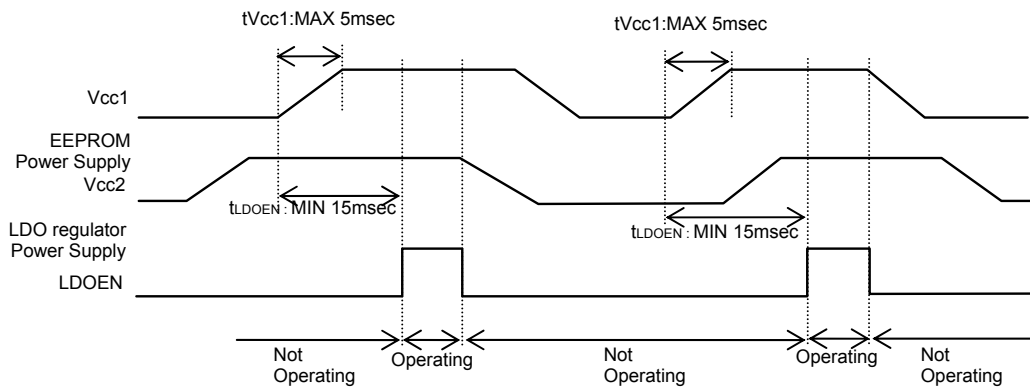 tVcc1:MAX 5msec
tVcc1:MAX 5msec
Vcc1
EEPROM
Power Supply
Vcc2
tLDOEN : MIN 15msec
tLDOEN : MIN 15msec
LDO regulator
Power Supply
LDOEN
Not
Operating
Operating
Not
Operating
Operating
Not
Operating